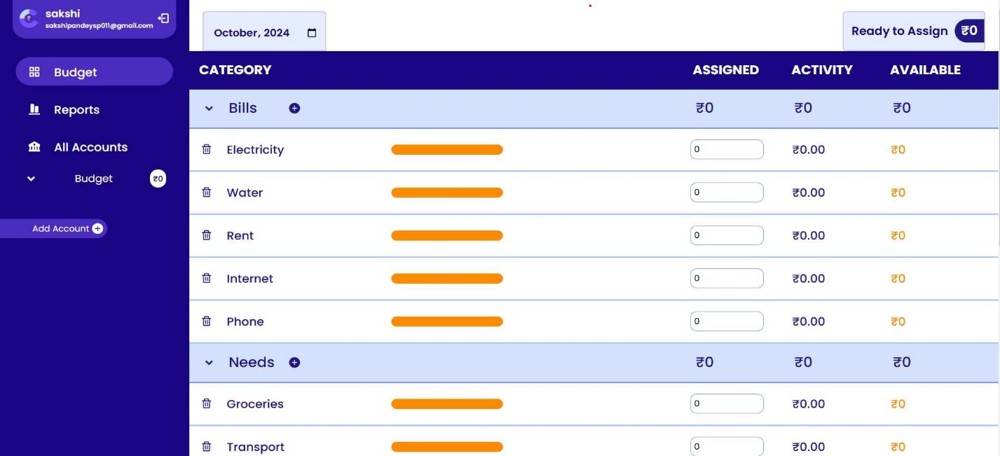 sakshi
sakshipandeysp011@gmail.com
Budget
Reports
All Accounts
Budget ₹0
Add Account
October, 2024
Ready to Assign ₹0
CATEGORY ASSIGNED ACTIVITY AVAILABLE
Bills ₹0 ₹0 ₹0
Electricity 0 ₹0.00 ₹0
Water 0 ₹0.00 ₹0
Rent 0 ₹0.00 ₹0
Internet 0 ₹0.00 ₹0
Phone 0 ₹0.00 ₹0
Needs ₹0 ₹0 ₹0
Groceries 0 ₹0.00 ₹0
Transport 0 ₹0.00 ₹0